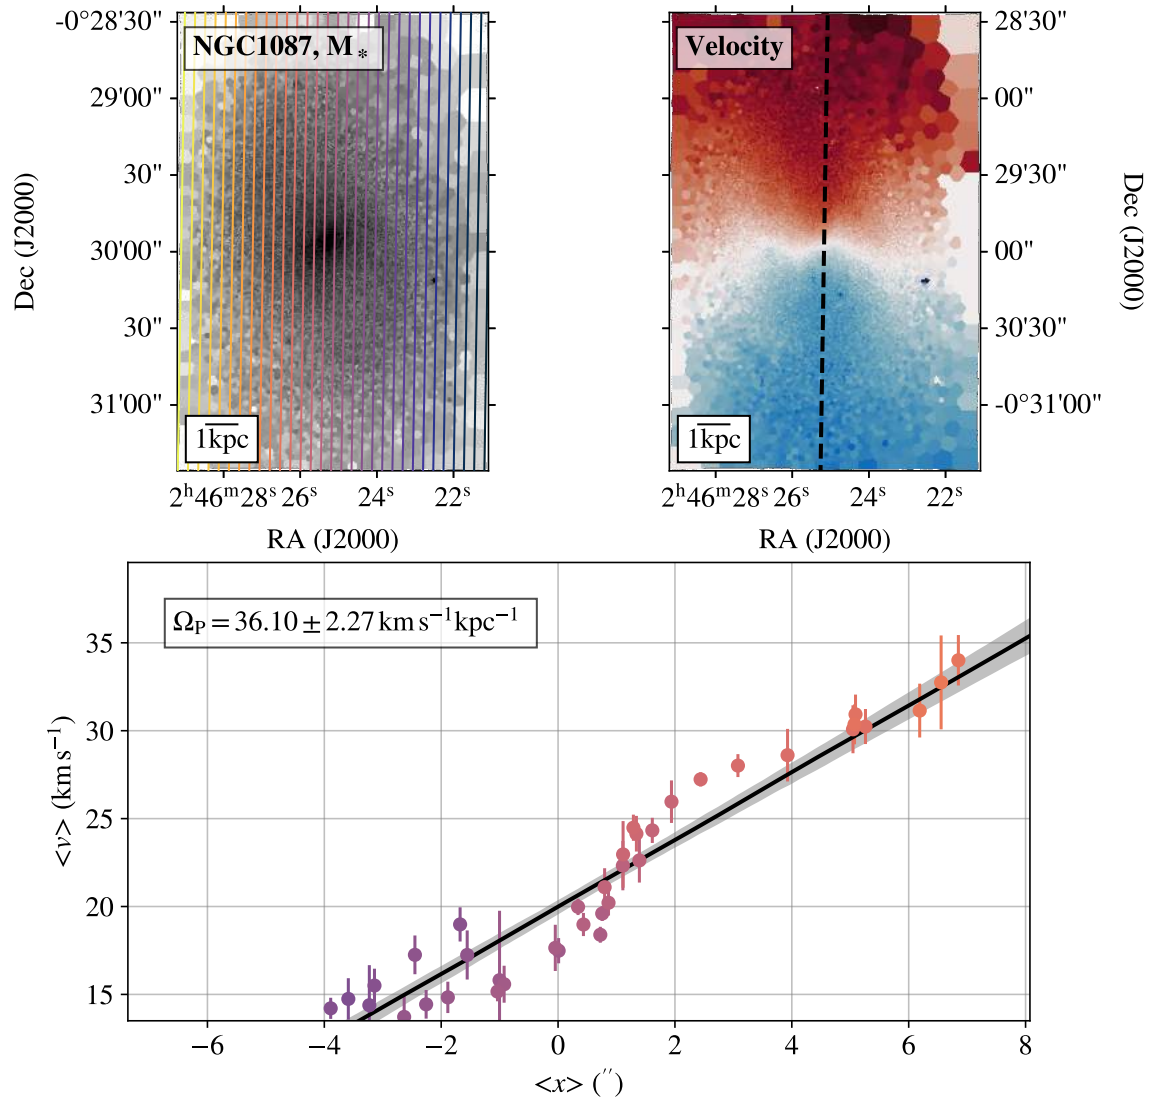 NGC1087, M*
Velocity
-0°28'30"
29'00"
30"
30'00"
30"
31'00"
Dec (J2000)
1kpc
2ʰ46ᵐ28ˢ 26ˢ 24ˢ 22ˢ
RA (J2000)
28'30"
00"
29'30"
00"
30'30"
-0°31'00"
Dec (J2000)
1kpc
2ʰ46ᵐ28ˢ 26ˢ 24ˢ 22ˢ
RA (J2000)
Ω_P = 36.10 ± 2.27 km s⁻¹kpc⁻¹
35
30
25
20
15
<v> (km s⁻¹)
−6 −4 −2 0 2 4 6 8
<x> (′′)